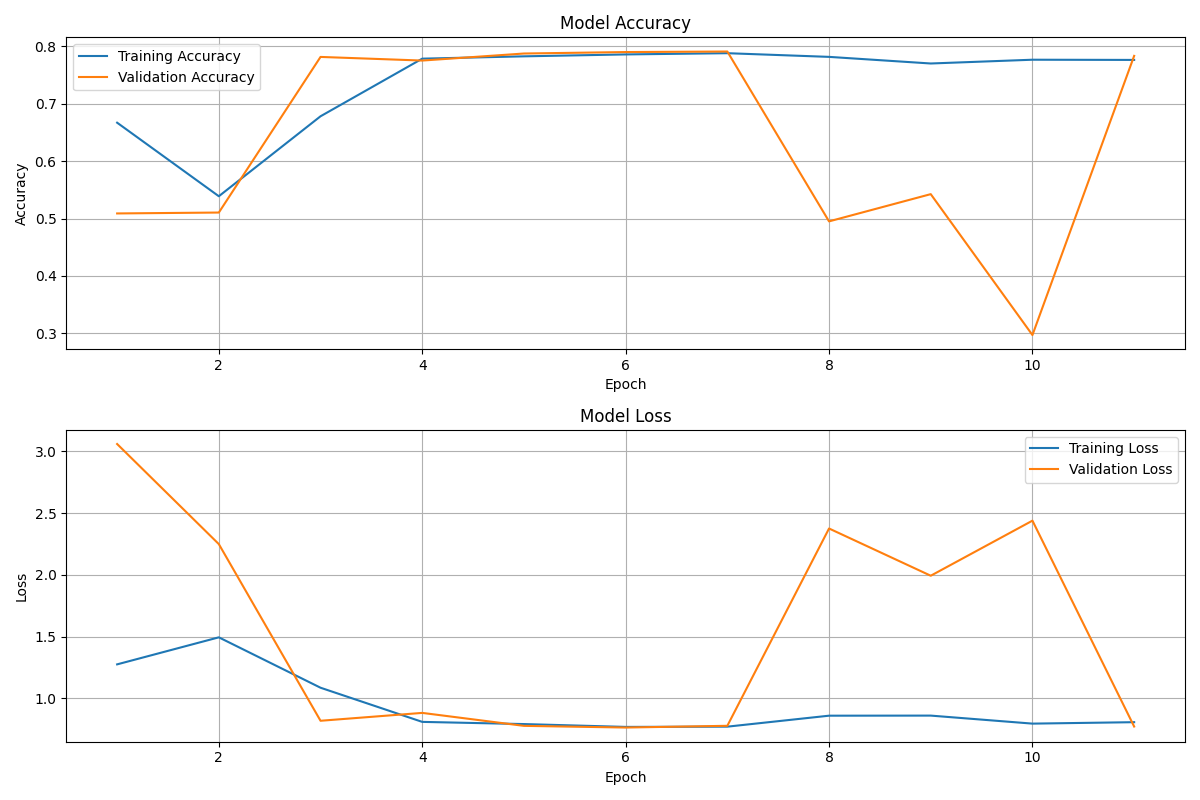 Model Accuracy
0.8
0.7
0.6
0.5
0.4
0.3
Accuracy
Training Accuracy
Validation Accuracy
2 4 6 8 10
Epoch
Model Loss
3.0
2.5
2.0
1.5
1.0
Loss
Training Loss
Validation Loss
2 4 6 8 10
Epoch